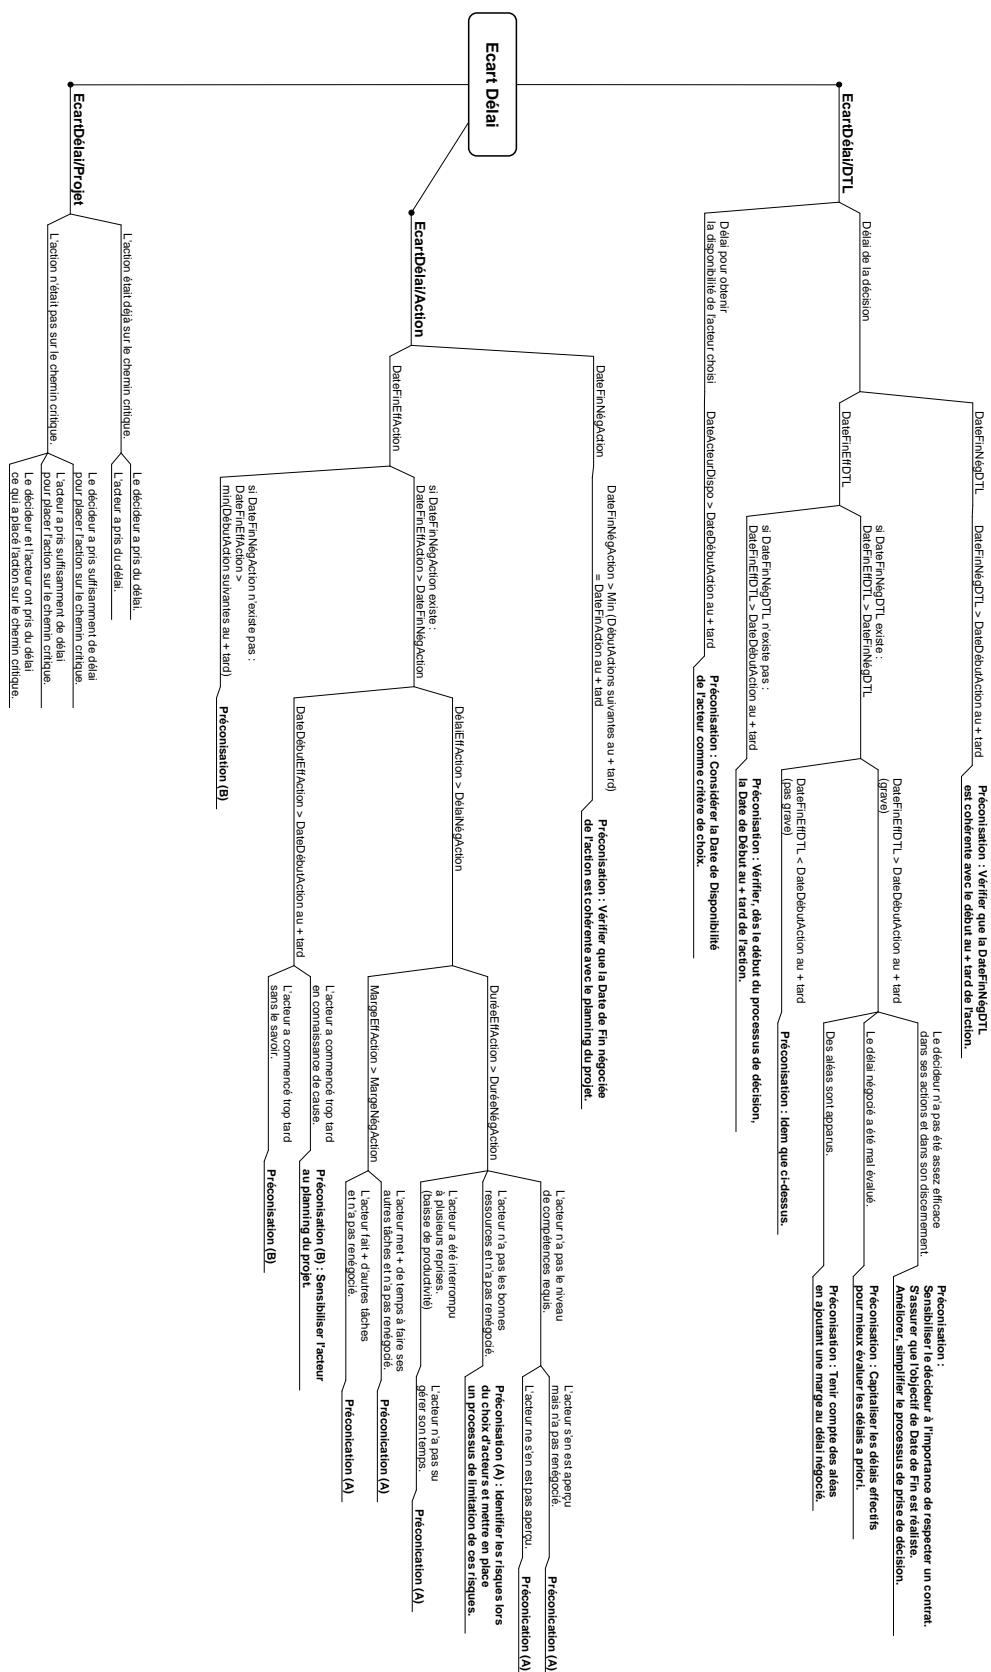 Ecart Délai
EcartDélai/DTL
Délai de la décision
DateFinNégDTL
DateFinNégDTL > DateDébutAction au + tard
Préconisation : Vérifier que la DateFinNégDTL
est cohérente avec le début au + tard de l'action.
DateFinEffDTL
si DateFinNégDTL existe :
DateFinEffDTL > DateFinNégDTL
DateFinEffDTL > DateDébutAction au + tard
(grave)
Le décideur n'a pas été assez efficace
dans ses actions et dans son discernement.
Préconisation :
Sensibiliser le décideur à l'importance de respecter un contrat.
S'assurer que l'objectif de Date de Fin est réaliste.
Améliorer, simplifier le processus de prise de décision.
Le délai négocié a été mal évalué.
Préconisation : Capitaliser les délais effectifs
pour mieux évaluer les délais a priori.
Des aléas sont apparus.
Préconisation : Tenir compte des aléas
en ajoutant une marge au délai négocié.
DateFinEffDTL < DateDébutAction au + tard
(pas grave)
Préconisation : Idem que ci-dessus.
si DateFinNégDTL n'existe pas :
DateFinEffDTL > DateDébutAction au + tard
Préconisation : Vérifier, dès le début du processus de décision,
la Date de Début au + tard de l'action.
Délai pour obtenir
la disponibilité de l'acteur choisi
DateActeurDispo > DateDébutAction au + tard
Préconisation : Considérer la Date de Disponibilité
de l'acteur comme critère de choix.
EcartDélai/Action
DateFinNégAction
DateFinNégAction > Min (DébutActions suivantes au + tard)
= DateFinAction au + tard
Préconisation : Vérifier que la Date de Fin négociée
de l'action est cohérente avec le planning du projet.
DateFinEffAction
si DateFinNégAction existe :
DateFinEffAction > DateFinNégAction
DélaiEffAction > DélaiNégAction
DuréeEffAction > DuréeNégAction
L'acteur n'a pas le niveau
de compétences requis.
L'acteur s'en est aperçu
mais n'a pas renégocié.
Préconication (A)
L'acteur ne s'en est pas aperçu.
Préconication (A)
L'acteur n'a pas les bonnes
ressources et n'a pas renégocié.
Préconisation (A) : Identifier les risques lors
du choix d'acteurs et mettre en place
un processus de limitation de ces risques.
L'acteur a été interrompu
à plusieurs reprises.
(baisse de productivité)
L'acteur n'a pas su
gérer son temps.
Préconication (A)
MargeEffAction > MargeNégAction
L'acteur met + de temps à faire ses
autres tâches et n'a pas renégocié.
Préconication (A)
L'acteur fait + d'autres tâches
et n'a pas renégocié.
Préconication (A)
DateDébutEffAction > DateDébutAction au + tard
L'acteur a commencé trop tard
en connaissance de cause.
Préconisation (B) : Sensibiliser l'acteur
au planning du projet.
L'acteur a commencé trop tard
sans le savoir.
Préconisation (B)
si DateFinNégAction n'existe pas :
DateFinEffAction >
min(DébutAction suivantes au + tard)
Préconisation (B)
EcartDélai/Projet
L'action était déjà sur le chemin critique.
Le décideur a pris du délai.
L'acteur a pris du délai.
L'action n'était pas sur le chemin critique.
Le décideur a pris suffisamment de délai
pour placer l'action sur le chemin critique.
L'acteur a pris suffisamment de délai
pour placer l'action sur le chemin critique.
Le décideur et l'acteur ont pris du délai
ce qui a placé l'action sur le chemin critique.